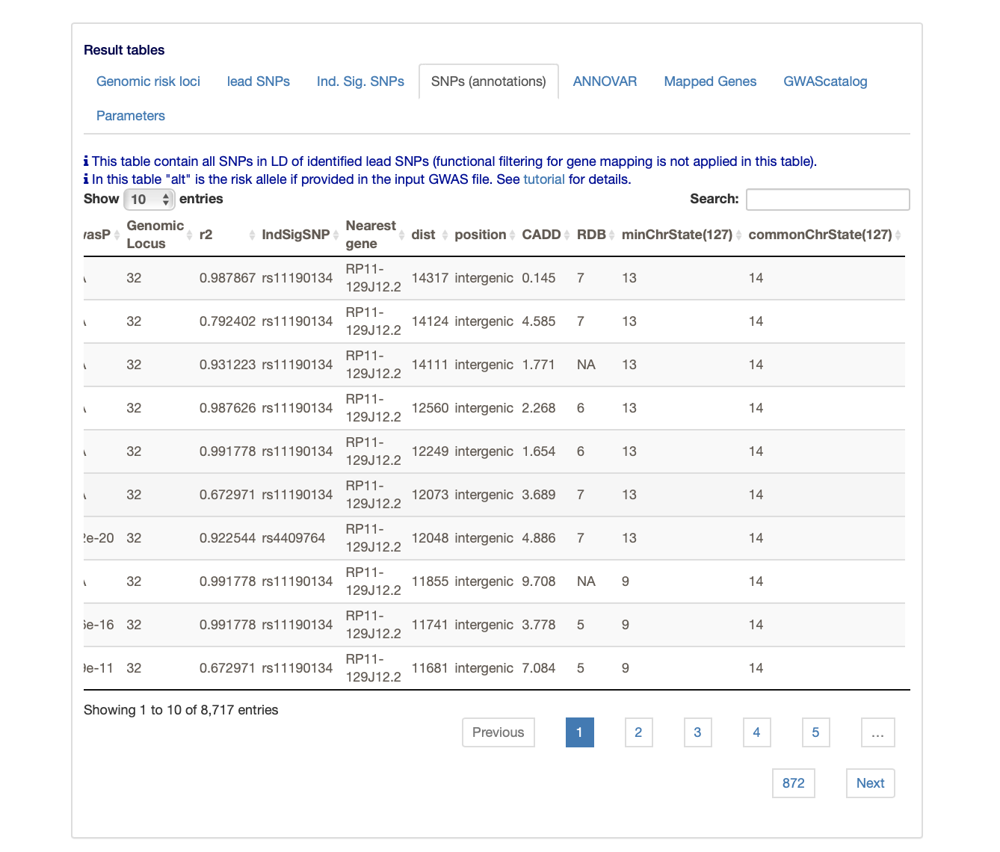 Result tables
Genomic risk loci lead SNPs Ind. Sig. SNPs SNPs (annotations) ANNOVAR Mapped Genes GWAScatalog
Parameters
This table contain all SNPs in LD of identified lead SNPs (functional filtering for gene mapping is not applied in this table).
In this table "alt" is the risk allele if provided in the input GWAS file. See tutorial for details.
Show 10 entries Search:
Genomic Locus r2 IndSigSNP Nearest gene dist position CADD RDB minChrState(127) commonChrState(127)
32 0.987867 rs11190134 RP11-129J12.2 14317 intergenic 0.145 7 13 14
32 0.792402 rs11190134 RP11-129J12.2 14124 intergenic 4.585 7 13 14
32 0.931223 rs11190134 RP11-129J12.2 14111 intergenic 1.771 NA 13 14
32 0.987626 rs11190134 RP11-129J12.2 12560 intergenic 2.268 6 13 14
32 0.991778 rs11190134 RP11-129J12.2 12249 intergenic 1.654 6 13 14
32 0.672971 rs11190134 RP11-129J12.2 12073 intergenic 3.689 7 13 14
e-20 32 0.922544 rs4409764 RP11-129J12.2 12048 intergenic 4.886 7 13 14
32 0.991778 rs11190134 RP11-129J12.2 11855 intergenic 9.708 NA 9 14
e-16 32 0.991778 rs11190134 RP11-129J12.2 11741 intergenic 3.778 5 9 14
e-11 32 0.672971 rs11190134 RP11-129J12.2 11681 intergenic 7.084 5 9 14
Showing 1 to 10 of 8,717 entries
Previous 1 2 3 4 5 ...
872 Next